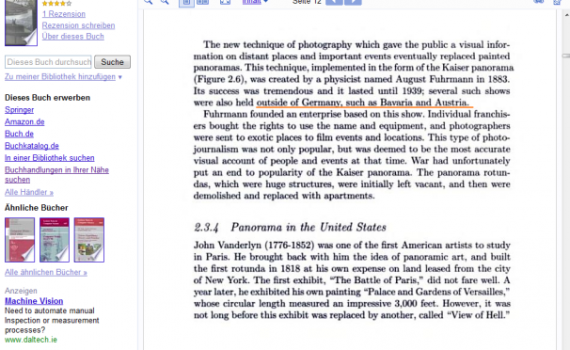 1 Rezension
Rezension schreiben
Über dieses Buch
Dieses Buch durchsuch
Suche
Zu meiner Bibliothek hinzufügen
Dieses Buch erwerben
Springer
Amazon.de
Buch.de
Buchkatalog.de
In einer Bibliothek suchen
Buchhandlungen in Ihrer Nähe
suchen
Alle Händler »
Ähnliche Bücher
Alle ähnlichen Bücher »
Anzeigen
Machine Vision
Need to automate manual
Inspection or measurement
processes?
www.daltech.ie
Inhalt
Seite 12
The new technique of photography which gave the public a visual infor-
mation on distant places and important events eventually replaced painted
panoramas. This technique, implemented in the form of the Kaiser panorama
(Figure 2.6), was created by a physicist named August Fuhrmann in 1883.
Its success was tremendous and it lasted until 1939; several such shows
were also held outside of Germany, such as Bavaria and Austria.
Fuhrmann founded an enterprise based on this show. Individual franchis-
ers bought the rights to use the name and equipment, and photographers
were sent to exotic places to film events and locations. This type of photo-
journalism was not only popular, but was deemed to be the most accurate
visual account of people and events at that time. War had unfortunately
put an end to popularity of the Kaiser panorama. The panorama rotun-
das, which were huge structures, were initially left vacant, and then were
demolished and replaced with apartments.
2.3.4 Panorama in the United States
John Vanderlyn (1776-1852) was one of the first American artists to study
in Paris. He brought back with him the idea of panoramic art, and built
the first rotunda in 1818 at his own expense on land leased from the city
of New York. The first exhibit, "The Battle of Paris," did not fare well. A
year later, he exhibited his own painting "Palace and Gardens of Versailles,"
whose circular length measured an impressive 3,000 feet. However, it was
not long before this exhibit was replaced by another, called "View of Hell."